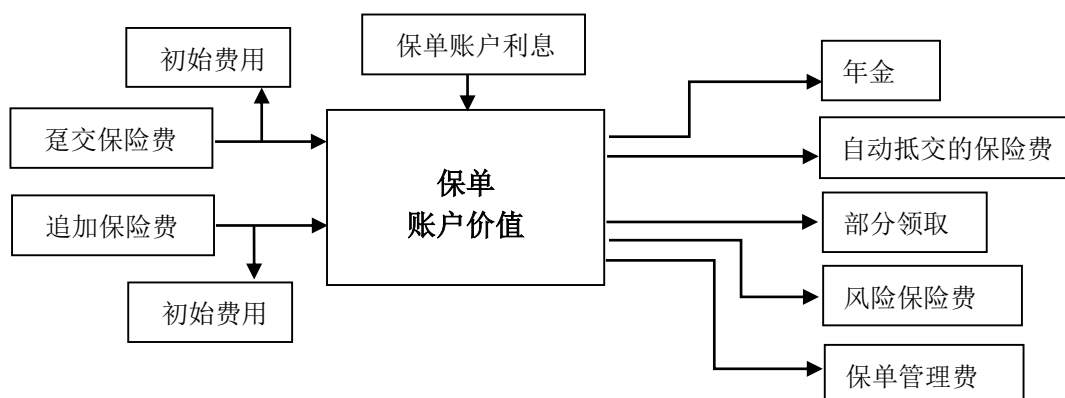 初始费用
保单账户利息
年金
趸交保险费
自动抵交的保险费
保单
账户价值
追加保险费
部分领取
初始费用
风险保险费
保单管理费